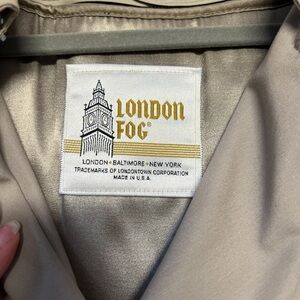 LONDON
FOG®
LONDON • BALTIMORE • NEW YORK
TRADEMARKS OF LONDONTOWN CORPORATION
MADE IN U.S.A.